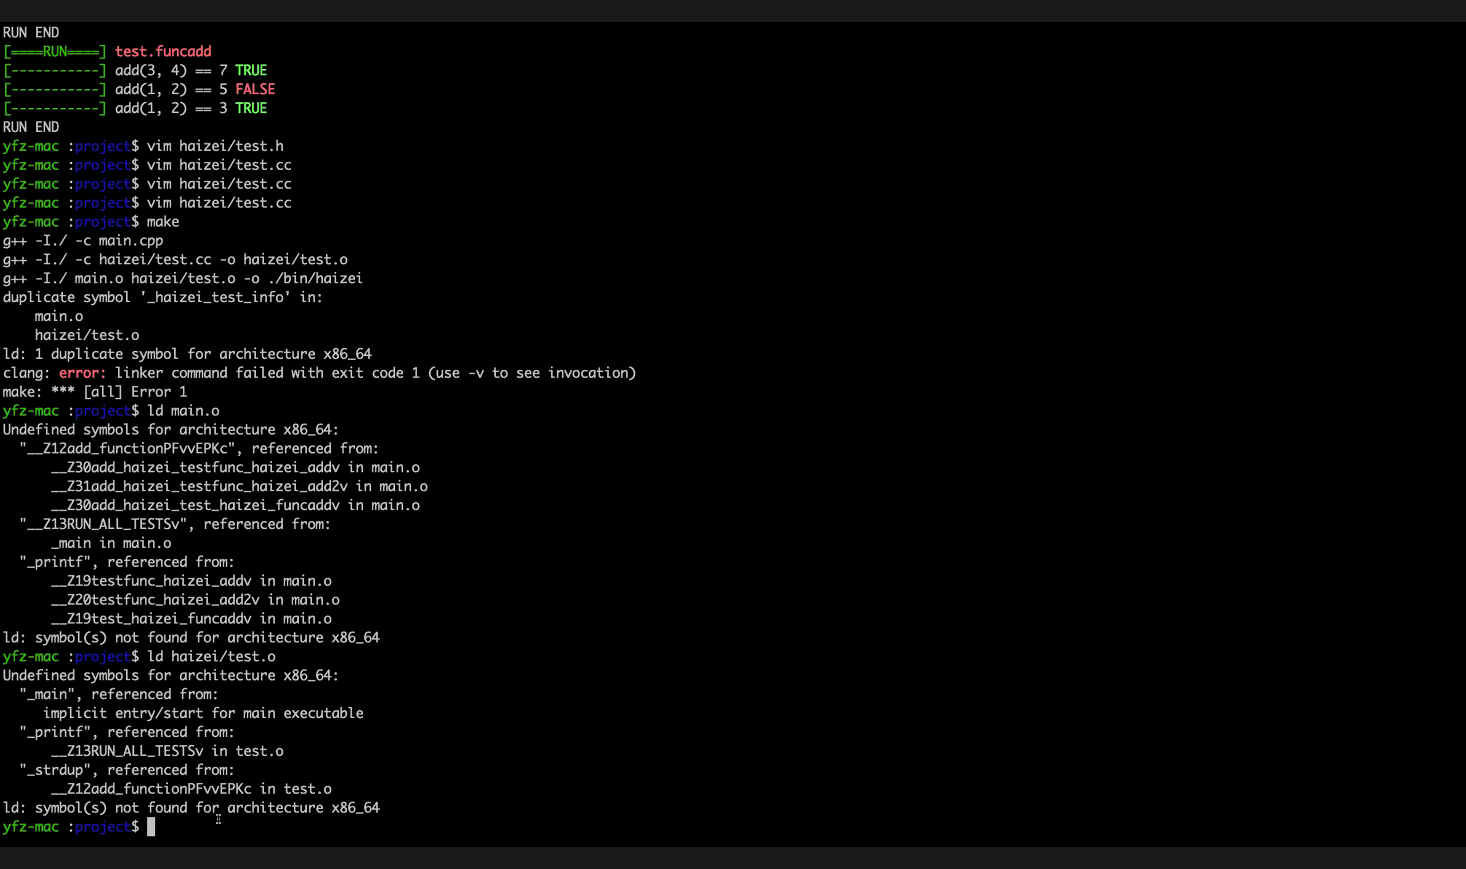 RUN END
[====RUN====] test.funcadd
[-----------] add(3, 4) == 7 TRUE
[-----------] add(1, 2) == 5 FALSE
[-----------] add(1, 2) == 3 TRUE
RUN END
yfz-mac :project$ vim haizei/test.h
yfz-mac :project$ vim haizei/test.cc
yfz-mac :project$ vim haizei/test.cc
yfz-mac :project$ vim haizei/test.cc
yfz-mac :project$ make
g++ -I./ -c main.cpp
g++ -I./ -c haizei/test.cc -o haizei/test.o
g++ -I./ main.o haizei/test.o -o ./bin/haizei
duplicate symbol '_haizei_test_info' in:
    main.o
    haizei/test.o
ld: 1 duplicate symbol for architecture x86_64
clang: error: linker command failed with exit code 1 (use -v to see invocation)
make: *** [all] Error 1
yfz-mac :project$ ld main.o
Undefined symbols for architecture x86_64:
  "__Z12add_functionPFvvEPKc", referenced from:
      __Z30add_haizei_testfunc_haizei_addv in main.o
      __Z31add_haizei_testfunc_haizei_add2v in main.o
      __Z30add_haizei_test_haizei_funcaddv in main.o
  "__Z13RUN_ALL_TESTSv", referenced from:
      _main in main.o
  "_printf", referenced from:
      __Z19testfunc_haizei_addv in main.o
      __Z20testfunc_haizei_add2v in main.o
      __Z19test_haizei_funcaddv in main.o
ld: symbol(s) not found for architecture x86_64
yfz-mac :project$ ld haizei/test.o
Undefined symbols for architecture x86_64:
  "_main", referenced from:
     implicit entry/start for main executable
  "_printf", referenced from:
      __Z13RUN_ALL_TESTSv in test.o
  "_strdup", referenced from:
      __Z12add_functionPFvvEPKc in test.o
ld: symbol(s) not found for architecture x86_64
yfz-mac :project$